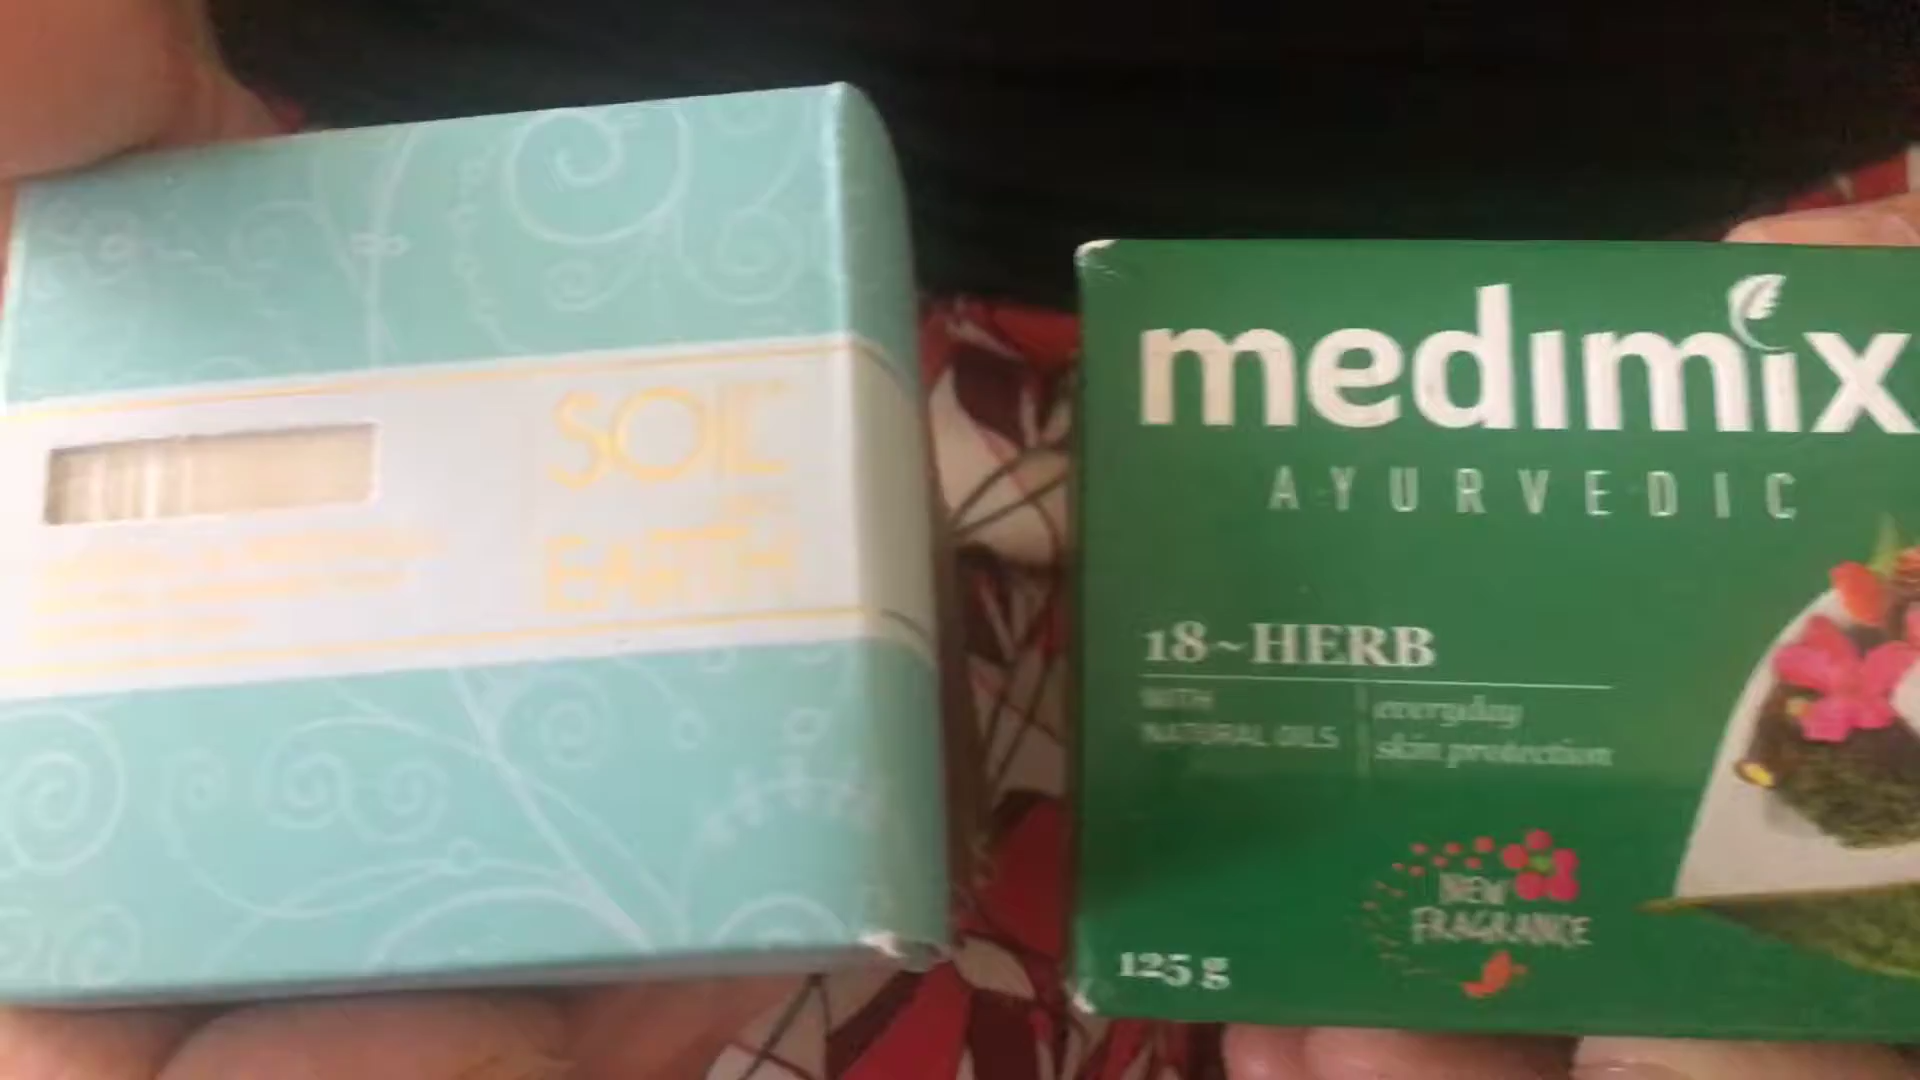 SOIL
EARTH
medimix
AYURVEDIC
18~HERB
WITH
NATURAL OILS
everyday
skin protection
NEW
FRAGRANCE
125 g